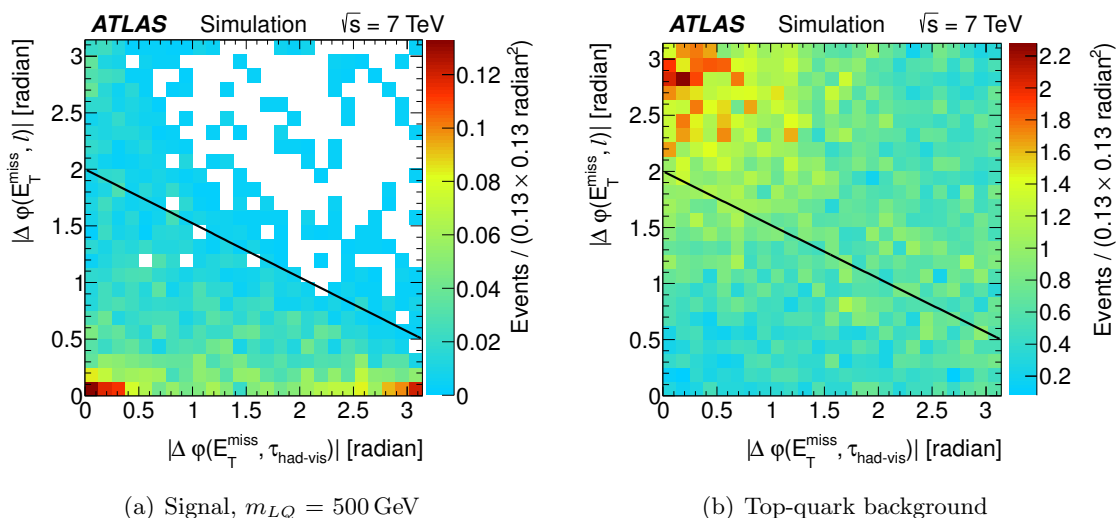 ATLAS Simulation √s = 7 TeV
|Δ φ(E_T^miss, l)| [radian]
3
2.5
2
1.5
1
0.5
0
0 0.5 1 1.5 2 2.5 3
|Δ φ(E_T^miss, τ_had-vis)| [radian]
0.12
0.1
0.08
0.06
0.04
0.02
0
Events / (0.13 × 0.13 radian²)
(a) Signal, m_LQ = 500 GeV
ATLAS Simulation √s = 7 TeV
|Δ φ(E_T^miss, l)| [radian]
3
2.5
2
1.5
1
0.5
0
0 0.5 1 1.5 2 2.5 3
|Δ φ(E_T^miss, τ_had-vis)| [radian]
2.2
2
1.8
1.6
1.4
1.2
1
0.8
0.6
0.4
0.2
Events / (0.13 × 0.13 radian²)
(b) Top-quark background